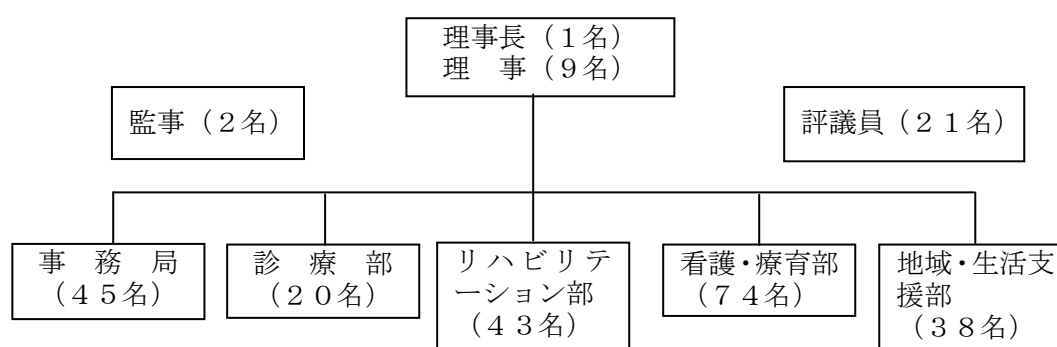 理事長（１名）
理　事（９名）
監事（２名）
評議員（２１名）
事　務　局
（４５名）
診　療　部
（２０名）
リハビリテ
ーション部
（４３名）
看護・療育部
（７４名）
地域・生活支
援部
（３８名）